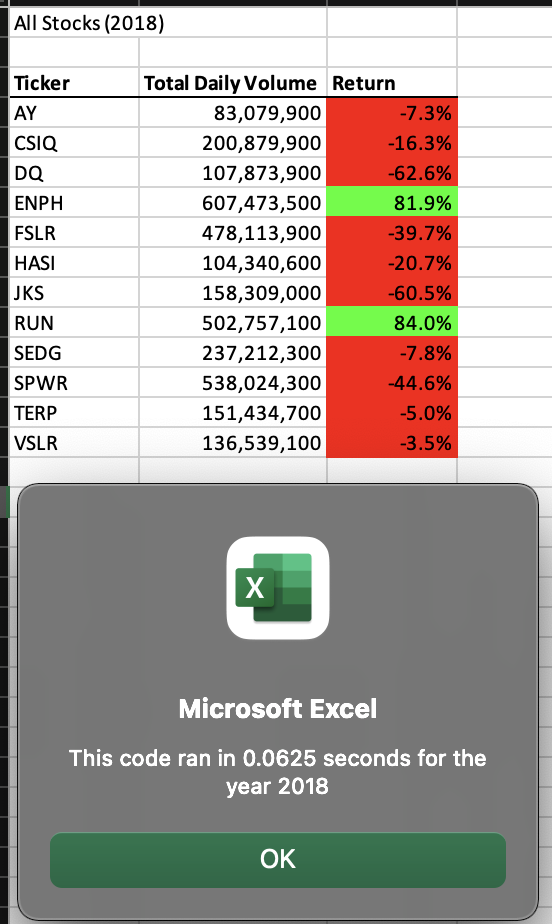 All Stocks (2018)
Ticker Total Daily Volume Return
AY 83,079,900 -7.3%
CSIQ 200,879,900 -16.3%
DQ 107,873,900 -62.6%
ENPH 607,473,500 81.9%
FSLR 478,113,900 -39.7%
HASI 104,340,600 -20.7%
JKS 158,309,000 -60.5%
RUN 502,757,100 84.0%
SEDG 237,212,300 -7.8%
SPWR 538,024,300 -44.6%
TERP 151,434,700 -5.0%
VSLR 136,539,100 -3.5%
X
Microsoft Excel
This code ran in 0.0625 seconds for the
year 2018
OK